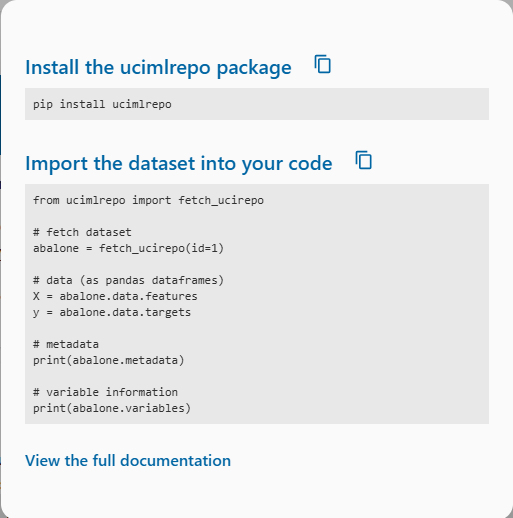 Install the ucimlrepo package
pip install ucimlrepo
Import the dataset into your code
from ucimlrepo import fetch_ucirepo
# fetch dataset
abalone = fetch_ucirepo(id=1)
# data (as pandas dataframes)
X = abalone.data.features
y = abalone.data.targets
# metadata
print(abalone.metadata)
# variable information
print(abalone.variables)
View the full documentation